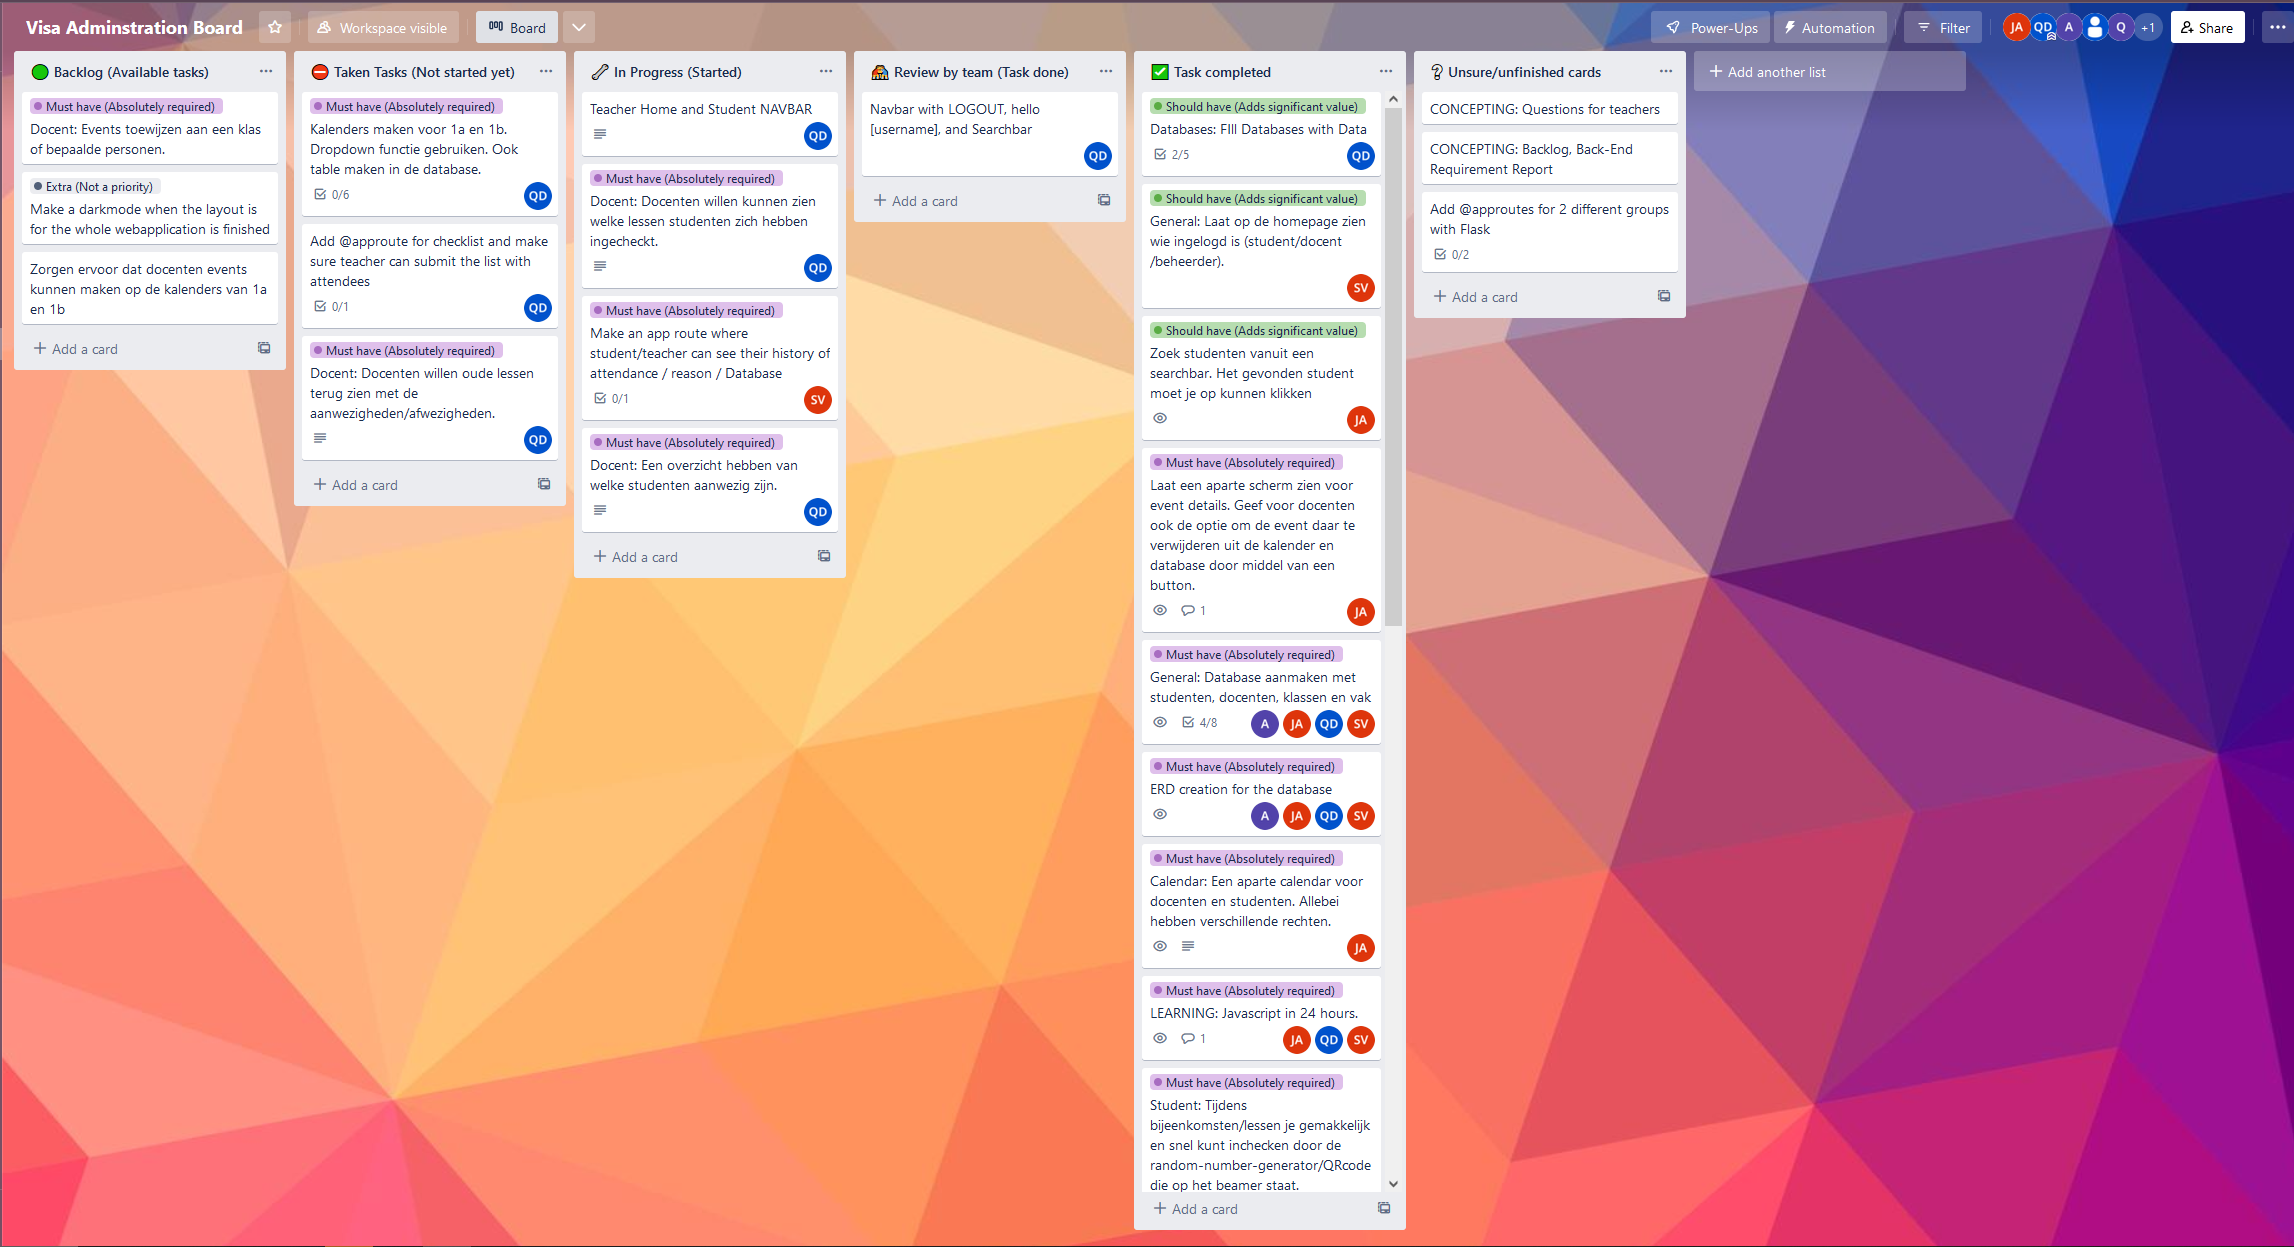 Visa Adminstration Board
Workspace visible
Board
Power-Ups
Automation
Filter
JA
QD
A
Q
+1
Share
Backlog (Available tasks)
Must have (Absolutely required)
Docent: Events toewijzen aan een klas
of bepaalde personen.
Extra (Not a priority)
Make a darkmode when the layout is
for the whole webapplication is finished
Zorgen ervoor dat docenten events
kunnen maken op de kalenders van 1a
en 1b
+ Add a card
Taken Tasks (Not started yet)
Must have (Absolutely required)
Kalenders maken voor 1a en 1b.
Dropdown functie gebruiken. Ook
table maken in de database.
0/6
QD
Add @approute for checklist and make
sure teacher can submit the list with
attendees
0/1
QD
Must have (Absolutely required)
Docent: Docenten willen oude lessen
terug zien met de
aanwezigheden/afwezigheden.
QD
+ Add a card
In Progress (Started)
Teacher Home and Student NAVBAR
QD
Must have (Absolutely required)
Docent: Docenten willen kunnen zien
welke lessen studenten zich hebben
ingecheckt.
QD
Must have (Absolutely required)
Make an app route where
student/teacher can see their history of
attendance / reason / Database
0/1
SV
Must have (Absolutely required)
Docent: Een overzicht hebben van
welke studenten aanwezig zijn.
QD
+ Add a card
Review by team (Task done)
Navbar with LOGOUT, hello
[username], and Searchbar
QD
+ Add a card
Task completed
Should have (Adds significant value)
Databases: FIll Databases with Data
2/5
QD
Should have (Adds significant value)
General: Laat op de homepage zien
wie ingelogd is (student/docent
/beheerder).
SV
Should have (Adds significant value)
Zoek studenten vanuit een
searchbar. Het gevonden student
moet je op kunnen klikken
JA
Must have (Absolutely required)
Laat een aparte scherm zien voor
event details. Geef voor docenten
ook de optie om de event daar te
verwijderen uit de kalender en
database door middel van een
button.
1
JA
Must have (Absolutely required)
General: Database aanmaken met
studenten, docenten, klassen en vak
4/8
A JA QD SV
Must have (Absolutely required)
ERD creation for the database
A JA QD SV
Must have (Absolutely required)
Calendar: Een aparte calendar voor
docenten en studenten. Allebei
hebben verschillende rechten.
JA
Must have (Absolutely required)
LEARNING: Javascript in 24 hours.
1
JA QD SV
Must have (Absolutely required)
Student: Tijdens
bijeenkomsten/lessen je gemakkelijk
en snel kunt inchecken door de
random-number-generator/QRcode
die op het beamer staat.
+ Add a card
Unsure/unfinished cards
CONCEPTING: Questions for teachers
CONCEPTING: Backlog, Back-End
Requirement Report
Add @approutes for 2 different groups
with Flask
0/2
+ Add a card
+ Add another list